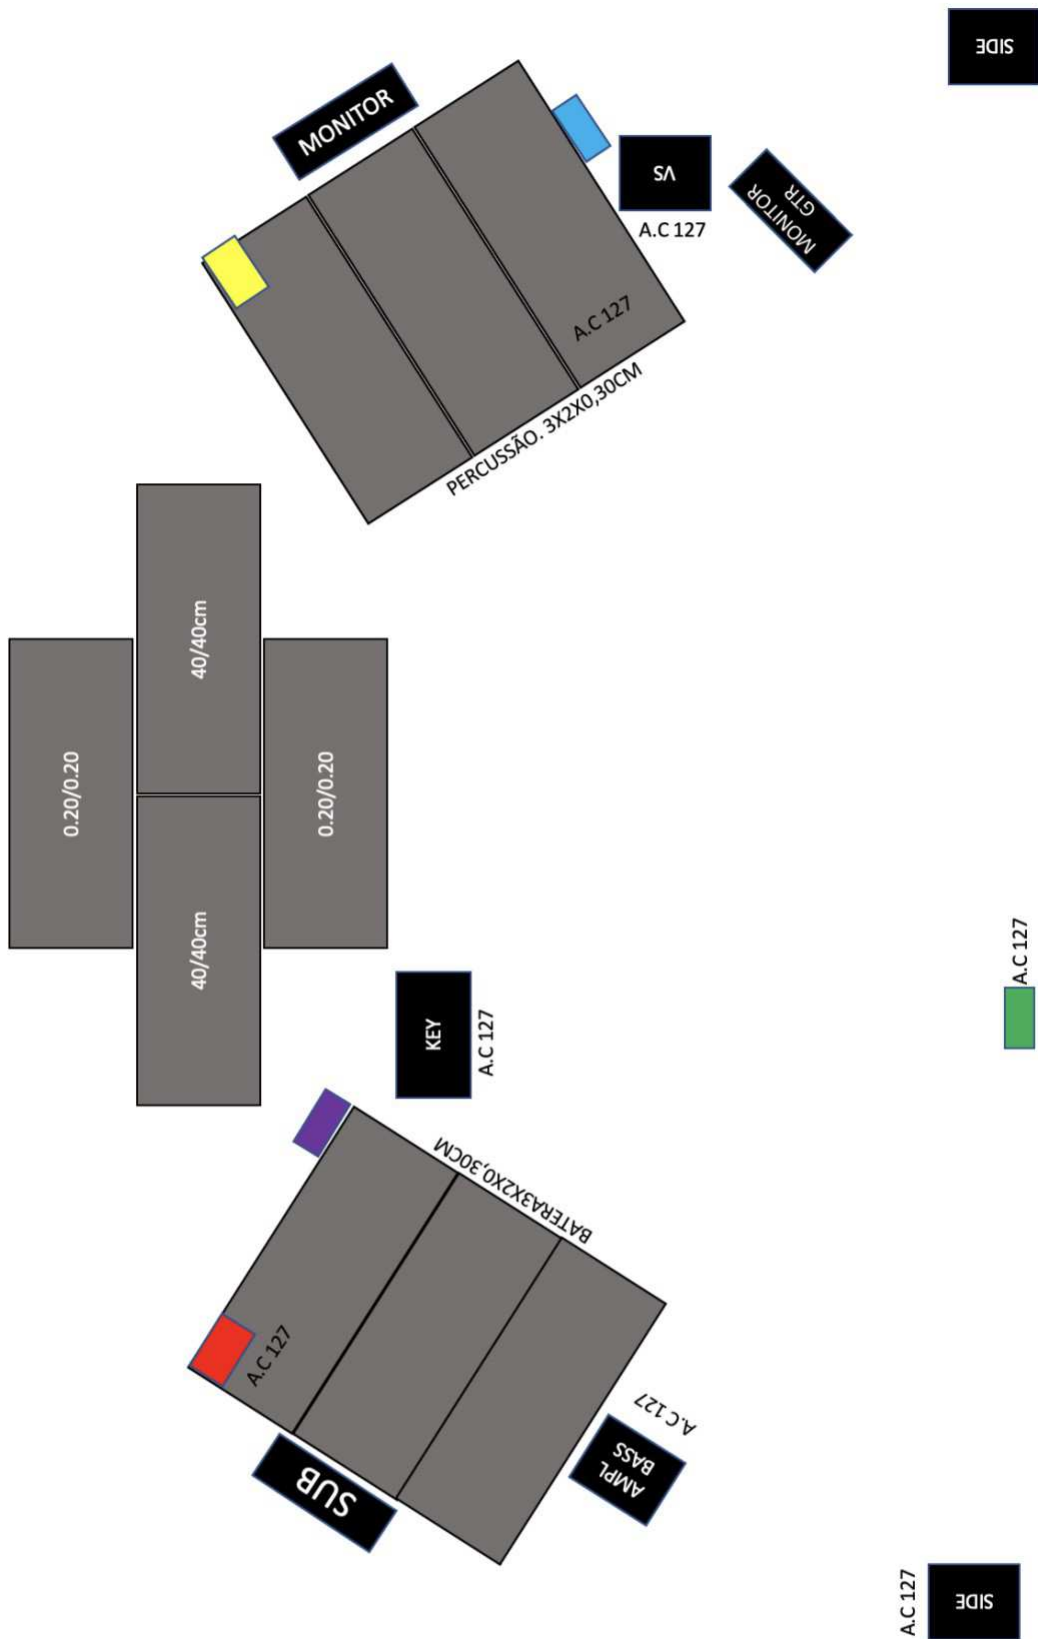 SIDE
MONITOR
VS
A.C 127
MONITOR
GTR
A.C 127
PERCUSSÃO. 3X2X0,30CM
40/40cm
0.20/0.20
0.20/0.20
40/40cm
A.C 127
KEY
A.C 127
BATERA3X2X0,30CM
A.C 127
SUB
A.C 127
AMPL
BASS
A.C 127
SIDE